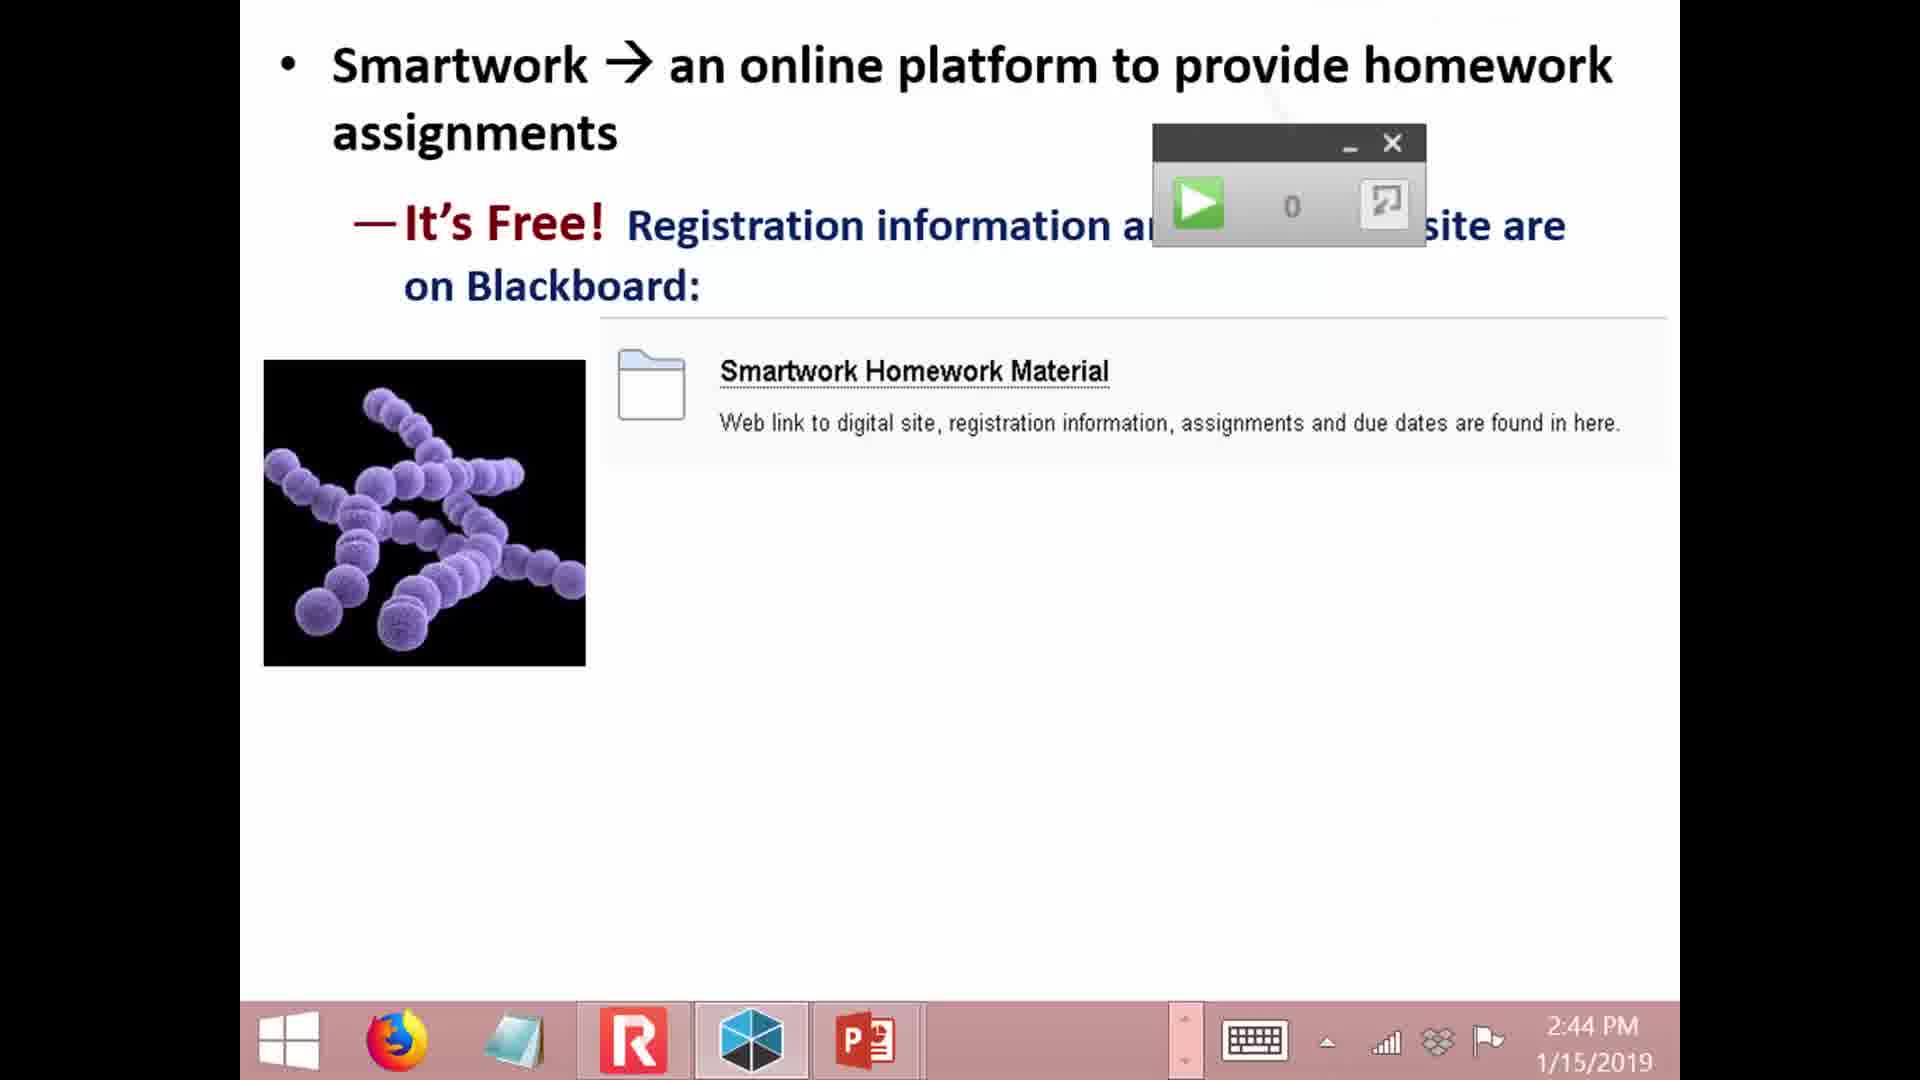 • Smartwork → an online platform to provide homework
assignments
—It’s Free! Registration information site are
on Blackboard:
0
Smartwork Homework Material
Web link to digital site, registration information, assignments and due dates are found in here.
2:44 PM
1/15/2019